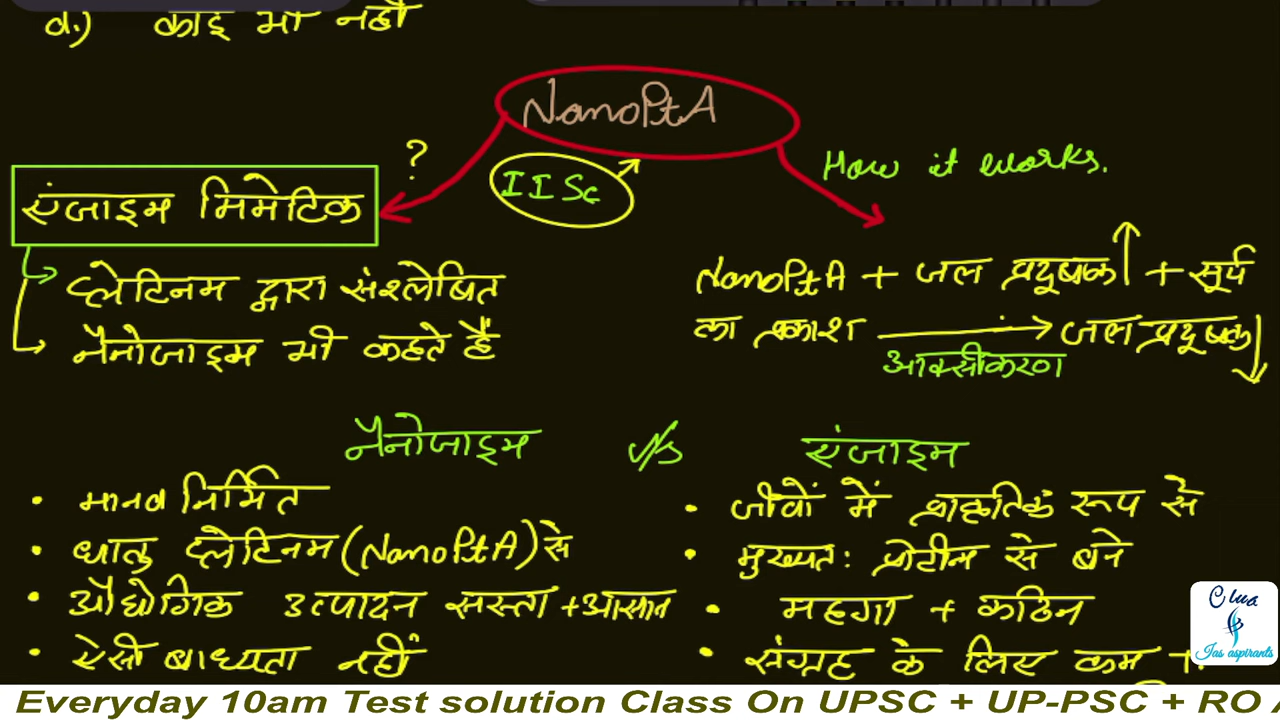 d.) कोई भी नहीं
NanoPtA
?
IISc
How it works.
एंजाइम मिमेटिक
प्लेटिनम द्वारा संश्लेषित
नैनोजाइम भी कहते हैं
NanoPtA + जल प्रदूषक + सूर्य
का प्रकाश जल प्रदूषक
आक्सीकरण
नैनोजाइम v/s एंजाइम
• मानव निर्मित
• धातु प्लेटिनम (NanoPtA) से
• औद्योगिक उत्पादन सस्ता + आसान
• ऐसी बाध्यता नहीं
• जीवों में प्राकृतिक रूप से
• मुख्यत: प्रोटीन से बने
• महगा + कठिन
• संग्रह के लिए कम
Clue
Ias aspirants
Everyday 10am Test solution Class On UPSC + UP-PSC + RO